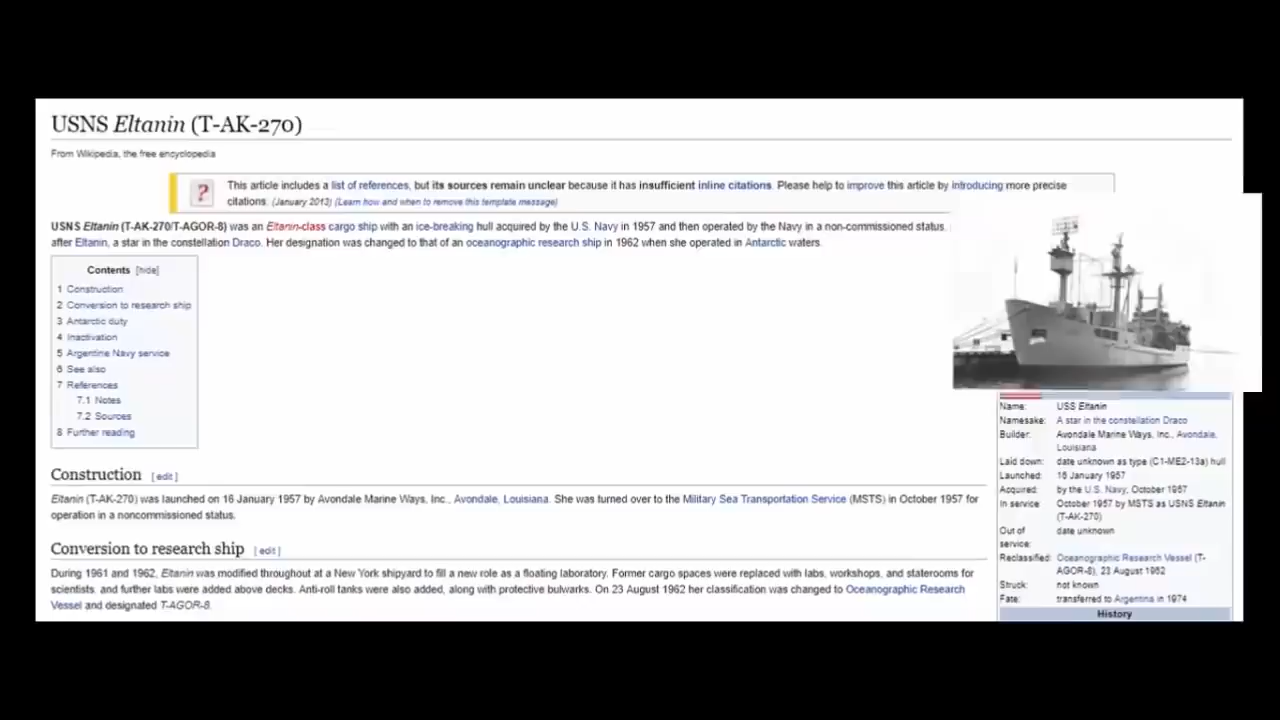 USNS Eltanin (T-AK-270)
From Wikipedia, the free encyclopedia
This article includes a list of references, but its sources remain unclear because it has insufficient inline citations. Please help to improve this article by introducing more precise
citations. (January 2013) (Learn how and when to remove this template message)
USNS Eltanin (T-AK-270/T-AGOR-8) was an Eltanin-class cargo ship with an ice-breaking hull acquired by the U.S. Navy in 1957 and then operated by the Navy in a non-commissioned status.
after Eltanin, a star in the constellation Draco. Her designation was changed to that of an oceanographic research ship in 1962 when she operated in Antarctic waters.
Contents [hide]
1 Construction
2 Conversion to research ship
3 Antarctic duty
4 Inactivation
5 Argentine Navy service
6 See also
7 References
7.1 Notes
7.2 Sources
8 Further reading
Construction [ edit ]
Eltanin (T-AK-270) was launched on 16 January 1957 by Avondale Marine Ways, Inc., Avondale, Louisiana. She was turned over to the Military Sea Transportation Service (MSTS) in October 1957 for
operation in a noncommissioned status.
Conversion to research ship [ edit ]
During 1961 and 1962, Eltanin was modified throughout at a New York shipyard to fill a new role as a floating laboratory. Former cargo spaces were replaced with labs, workshops, and staterooms for
scientists, and further labs were added above decks. Anti-roll tanks were also added, along with protective bulwarks. On 23 August 1962 her classification was changed to Oceanographic Research
Vessel and designated T-AGOR-8.
Name: USS Eltanin
Namesake: A star in the constellation Draco
Builder: Avondale Marine Ways, Inc., Avondale,
Louisiana
Laid down: date unknown as type (C1-ME2-13a) hull
Launched: 16 January 1957
Acquired: by the U.S. Navy, October 1957
In service: October 1957 by MSTS as USNS Eltanin
(T-AK-270)
Out of date unknown
service:
Reclassified: Oceanographic Research Vessel (T-
AGOR-8), 23 August 1962
Struck: not known
Fate: transferred to Argentina in 1974
History